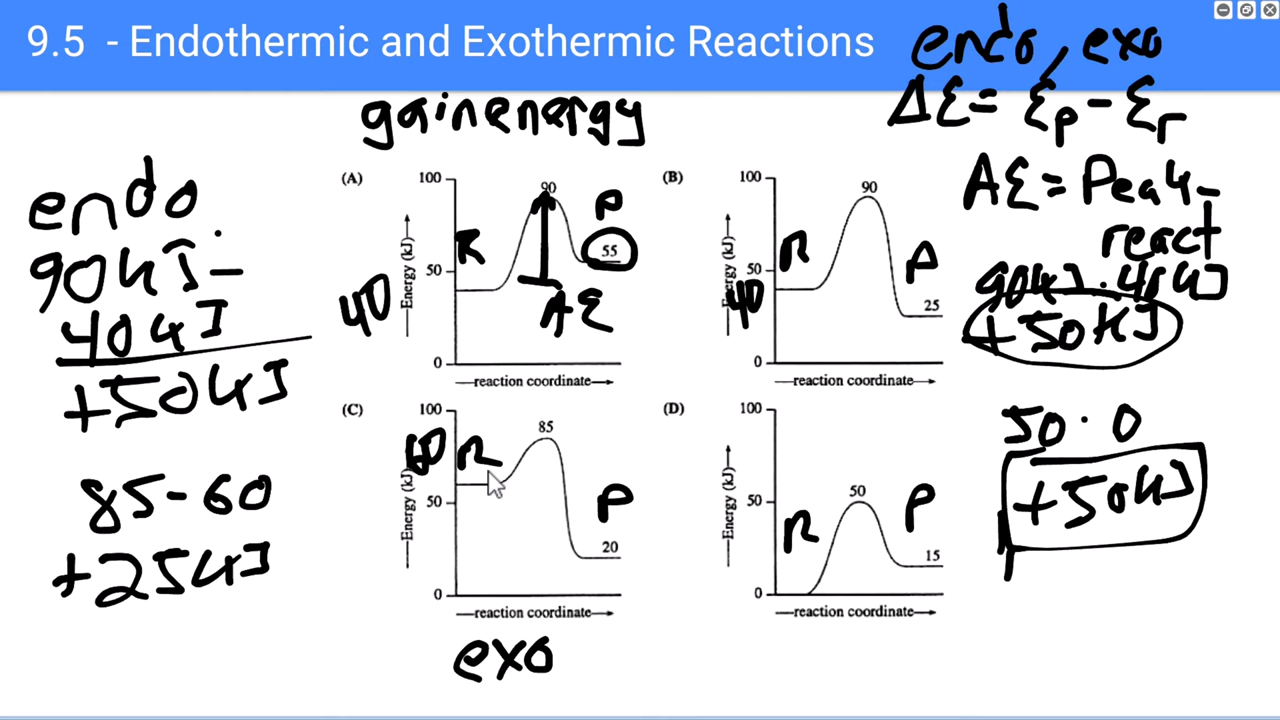 9.5 - Endothermic and Exothermic Reactions
endo, exo
ΔE = Ep - Er
gain energy
AE = Peak -
react
90kJ - 40kJ
+50kJ
endo
90kJ -
40kJ
+50kJ
85-60
+25kJ
(A)
100
50
0
Energy (kJ)
90
55
R
P
40
AE
reaction coordinate
(B)
100
50
0
Energy (kJ)
90
25
R
P
40
reaction coordinate
(C)
100
50
0
Energy (kJ)
85
20
60
R
P
reaction coordinate
exo
(D)
100
50
0
Energy (kJ)
50
15
R
P
reaction coordinate
50 - 0
+50kJ